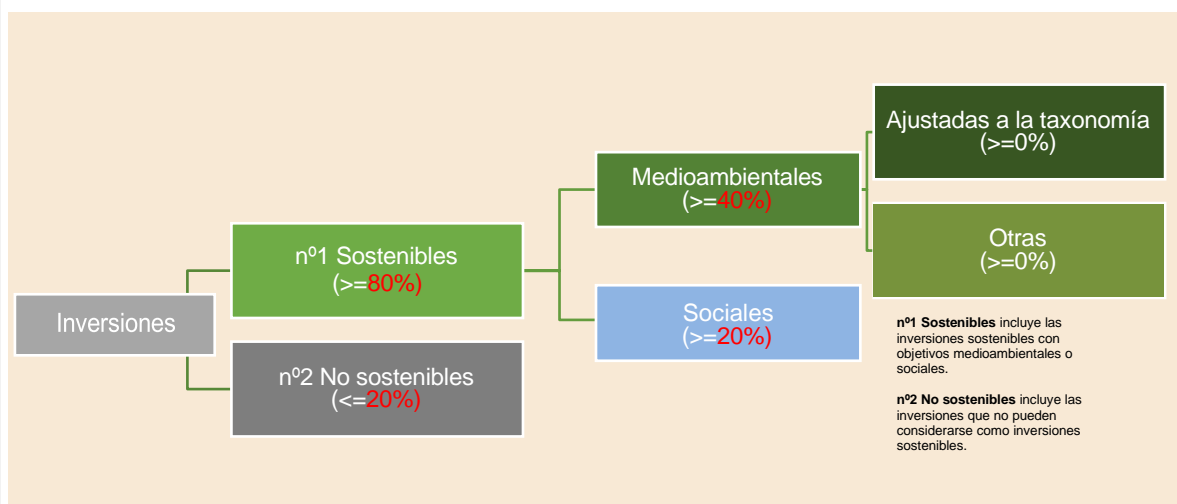 Inversiones
nº1 Sostenibles
(>=80%)
nº2 No sostenibles
(<=20%)
Medioambientales
(>=40%)
Sociales
(>=20%)
Ajustadas a la taxonomía
(>=0%)
Otras
(>=0%)
nº1 Sostenibles incluye las
inversiones sostenibles con
objetivos medioambientales o
sociales.
nº2 No sostenibles incluye las
inversiones que no pueden
considerarse como inversiones
sostenibles.